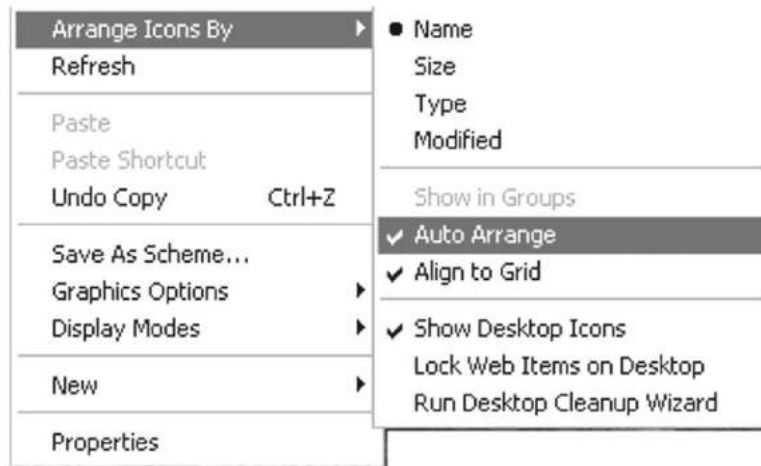 Arrange Icons By
Refresh
Paste
Paste Shortcut
Undo Copy Ctrl+Z
Save As Scheme...
Graphics Options
Display Modes
New
Properties
Name
Size
Type
Modified
Show in Groups
Auto Arrange
Align to Grid
Show Desktop Icons
Lock Web Items on Desktop
Run Desktop Cleanup Wizard